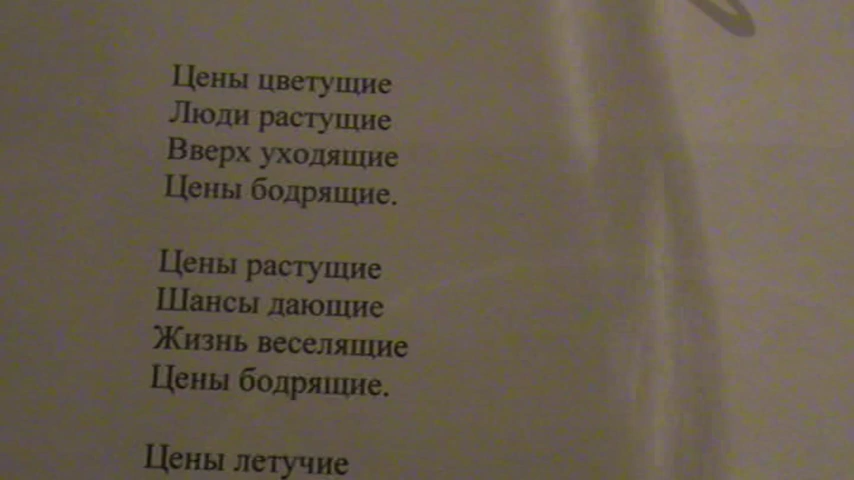 Цены цветущие
Люди растущие
Вверх уходящие
Цены бодрящие.
Цены растущие
Шансы дающие
Жизнь веселящие
Цены бодрящие.
Цены летучие